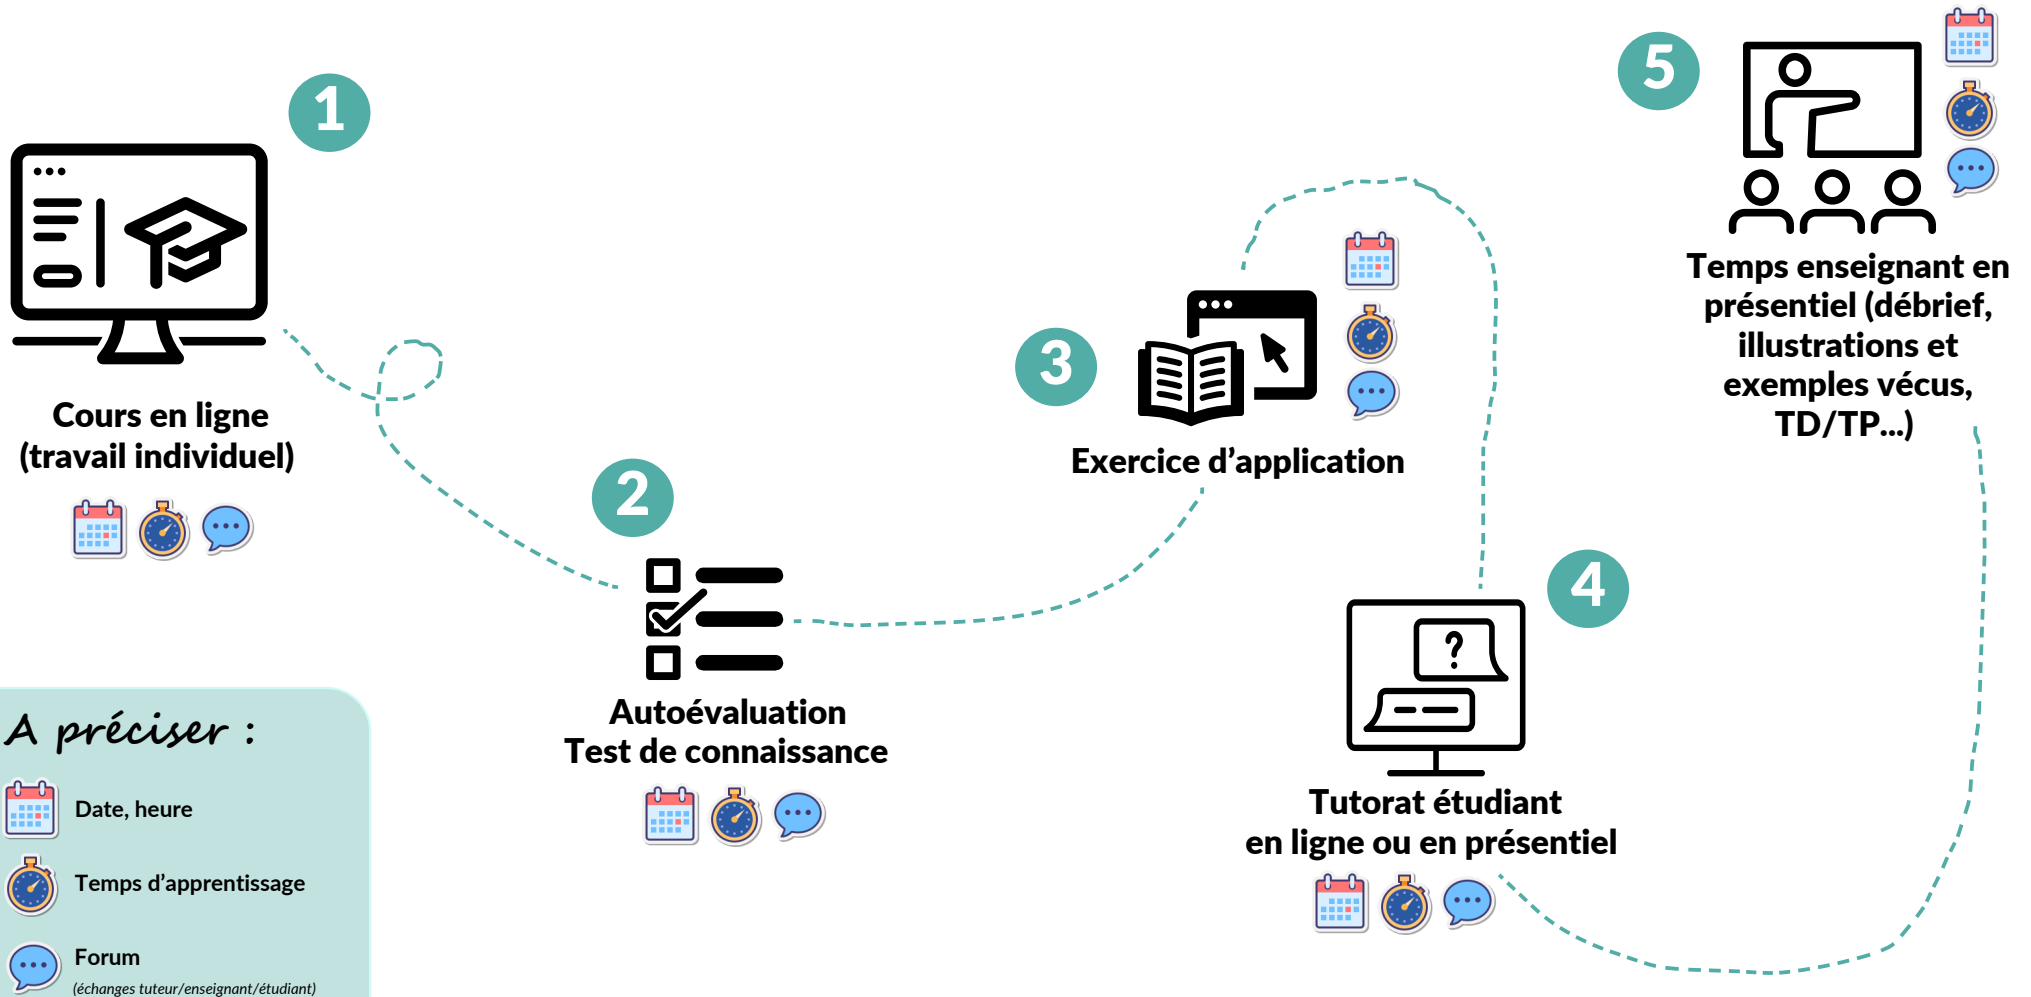 1
Cours en ligne
(travail individuel)
2
Autoévaluation
Test de connaissance
3
Exercice d’application
4
?
Tutorat étudiant
en ligne ou en présentiel
5
Temps enseignant en
présentiel (débrief,
illustrations et
exemples vécus,
TD/TP...)
A préciser :
Date, heure
Temps d’apprentissage
Forum
(échanges tuteur/enseignant/étudiant)